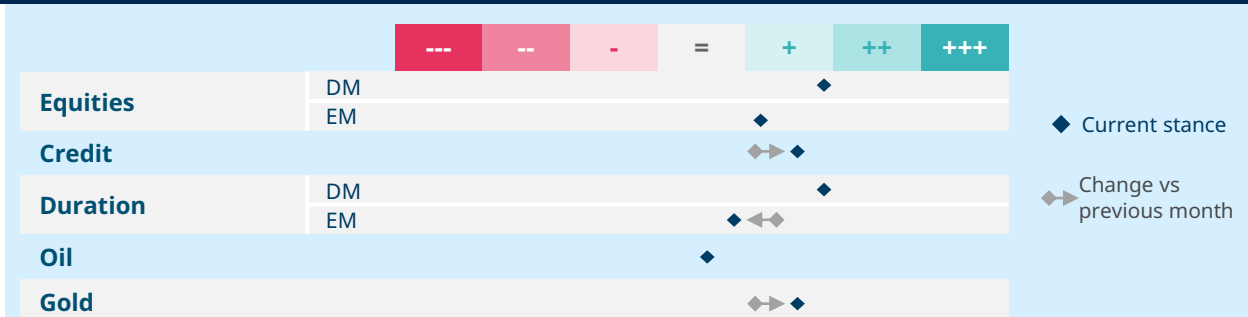 --- -- - = + ++ +++
Equities
DM
EM
Credit
Duration
DM
EM
Oil
Gold
Current stance
Change vs
previous month